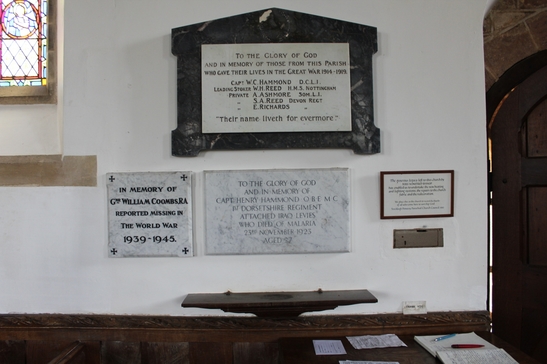 TO THE GLORY OF GOD
AND IN MEMORY OF THOSE FROM THIS PARISH
WHO GAVE THEIR LIVES IN THE GREAT WAR 1914-1919.
CAPT W.C HAMMOND D.C.L.I.
LEADING STOKER W.H.REED H.M.S. NOTTINGHAM
PRIVATE A.ASHMORE SOM.L.I.
" S.A.REED DEVON REGT
" E.RICHARDS "
"Their name liveth for evermore."
IN MEMORY OF
GNR WILLIAM COOMBS, R.A.
REPORTED MISSING IN
THE WORLD WAR
1939-1945.
TO THE GLORY OF GOD
AND IN MEMORY OF
CAPT HENRY HAMMOND O.B.E. M.C.
DORSETSHIRE REGIMENT
ATTACHED IRAQ LEVIES
WHO DIED OF MALARIA
NOVEMBER 1923
AGED